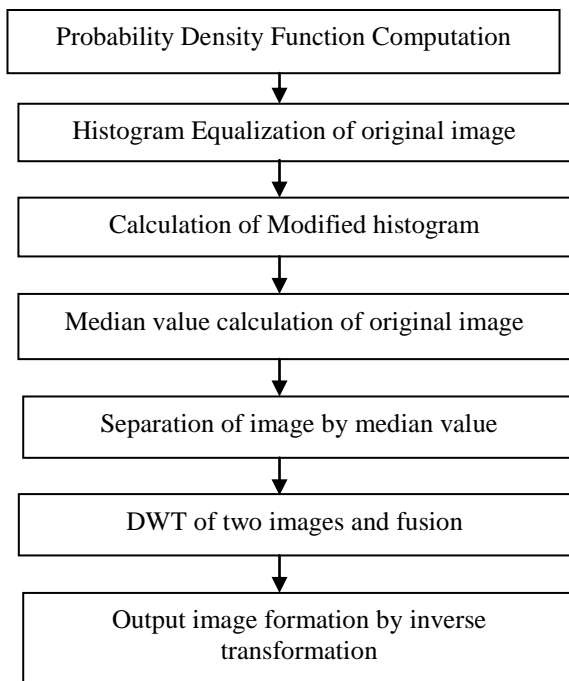 Probability Density Function Computation
Histogram Equalization of original image
Calculation of Modified histogram
Median value calculation of original image
Separation of image by median value
DWT of two images and fusion
Output image formation by inverse
transformation